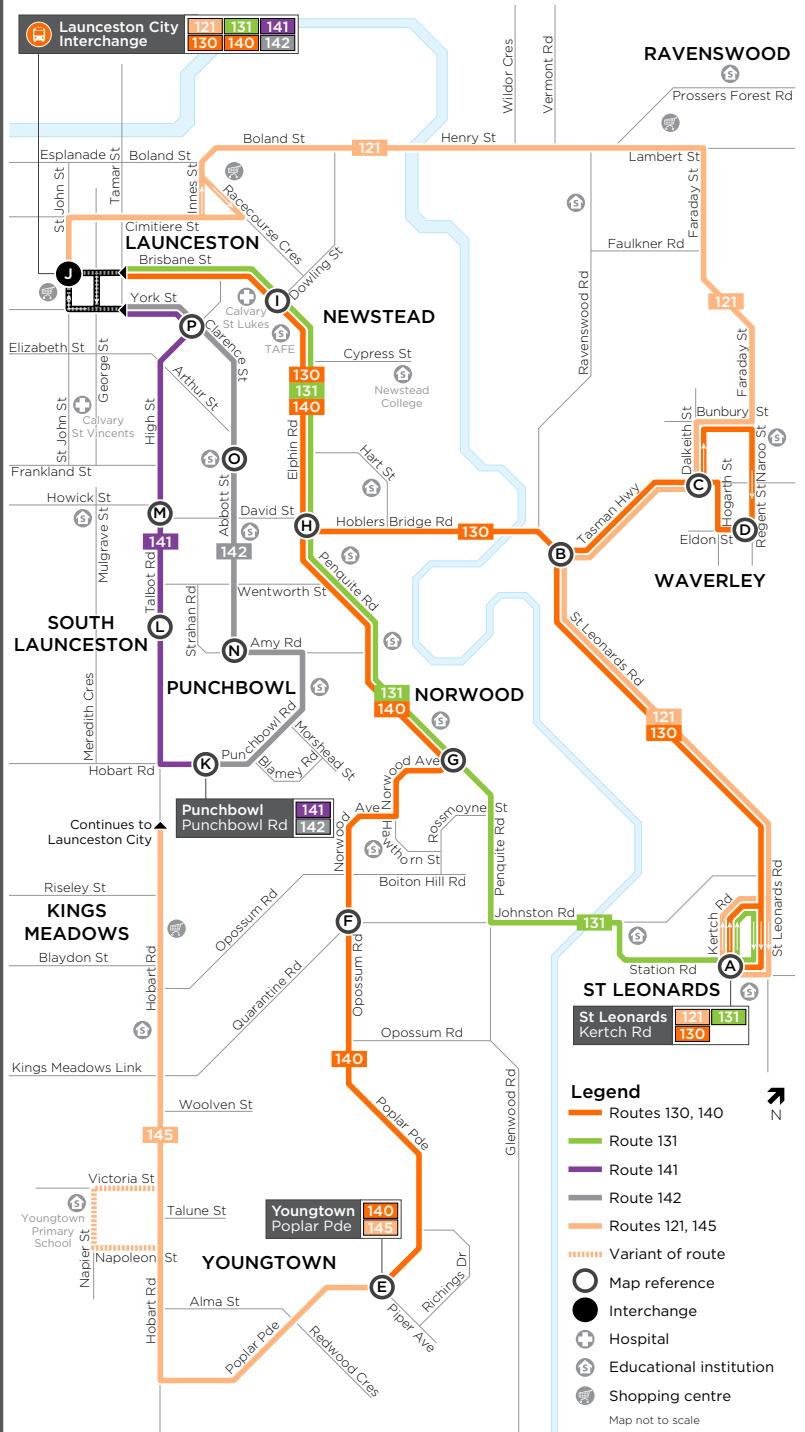 Launceston City
Interchange
121 131 141
130 140 142
RAVENSWOOD
Wildor Cres
Vermont Rd
Prossers Forest Rd
Boland St
121
Henry St
Lambert St
Esplanade
Boland St
Tamar St
St John St
Innes St
Racecourse Cres
Faraday St
Cimitiere St
LAUNCESTON
Brisbane St
Dowling St
Faulkner Rd
J
I
York St
P
Clarence St
Calvary
St Lukes
TAFE
NEWSTEAD
Ravenswood Rd
121
Elizabeth St
George St
Arthur St
Cypress St
Faraday St
130
131
140
Newstead
College
St John St
Calvary
St Vincents
High St
Elphin Rd
Dalkeith St
Bunbury St
Naroo St
Frankland St
O
Abbott St
Hart St
C
Hogarth St
Regent St
Howick St
M
David St
H
Hoblers Bridge Rd
130
Tasman Hwy
D
Eldon St
B
Mulgrave St
141
142
Talbot Rd
Penquite Rd
WAVERLEY
Wentworth St
SOUTH
LAUNCESTON
L
Strahan Rd
N
Amy Rd
St Leonards Rd
PUNCHBOWL
131
140
NORWOOD
121
130
Meredith Cres
Punchbowl Rd
Morshead St
Blamey Rd
Hobart Rd
K
Norwood Ave
G
Punchbowl
Punchbowl Rd
141
142
Continues to
Launceston City
Norwood Ave
Hawthorn St
Rossmoyne St
Penquite Rd
Boiton Hill Rd
Riseley St
KINGS
MEADOWS
Opossum Rd
Johnston Rd
131
Kertch Rd
St Leonards Rd
F
Blaydon St
Hobart Rd
Quarantine Rd
Opossum Rd
Station Rd
A
ST LEONARDS
St Leonards
Kertch Rd
121 131
130
Opossum Rd
140
Kings Meadows Link
Glenwood Rd
Woolven St
Poplar Pde
145
Victoria St
Youngtown
Primary
School
Talune St
Napier St
Napoleon St
Youngtown
Poplar Pde
140
145
YOUNGTOWN
E
Richings Dr
Piper Ave
Hobart Rd
Alma St
Poplar Pde
Redwood Cres
Legend
N
Routes 130, 140
Route 131
Route 141
Route 142
Routes 121, 145
Variant of route
Map reference
Interchange
Hospital
Educational institution
Shopping centre
Map not to scale